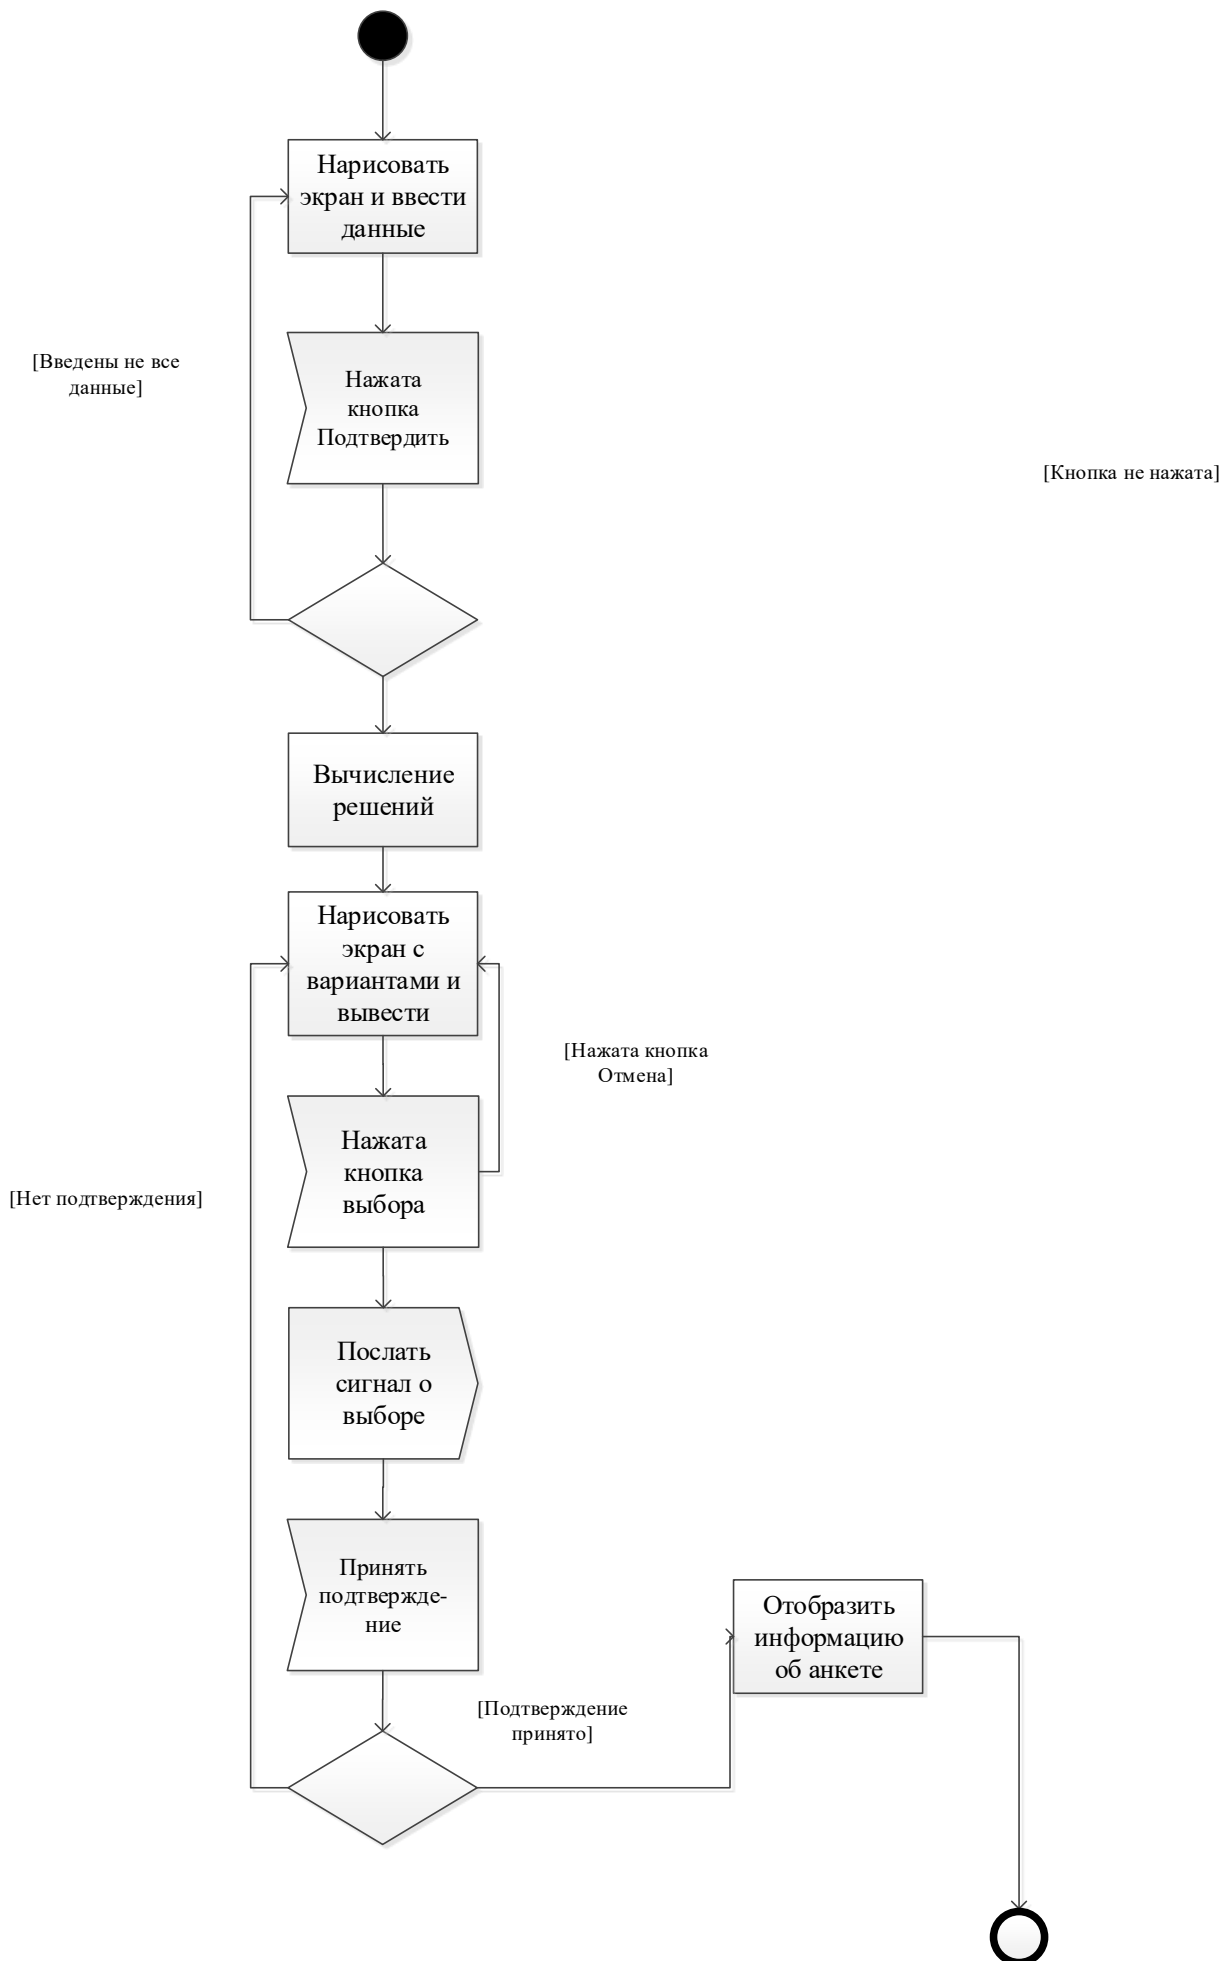 Нарисовать
экран и ввести
данные
[Введены не все
данные]
Нажата
кнопка
Подтвердить
[Кнопка не нажата]
Вычисление
решений
Нарисовать
экран с
вариантами и
вывести
[Нажата кнопка
Отмена]
Нажата
кнопка
выбора
[Нет подтверждения]
Послать
сигнал о
выборе
Принять
подтвержде-
ние
Отобразить
информацию
об анкете
[Подтверждение
принято]